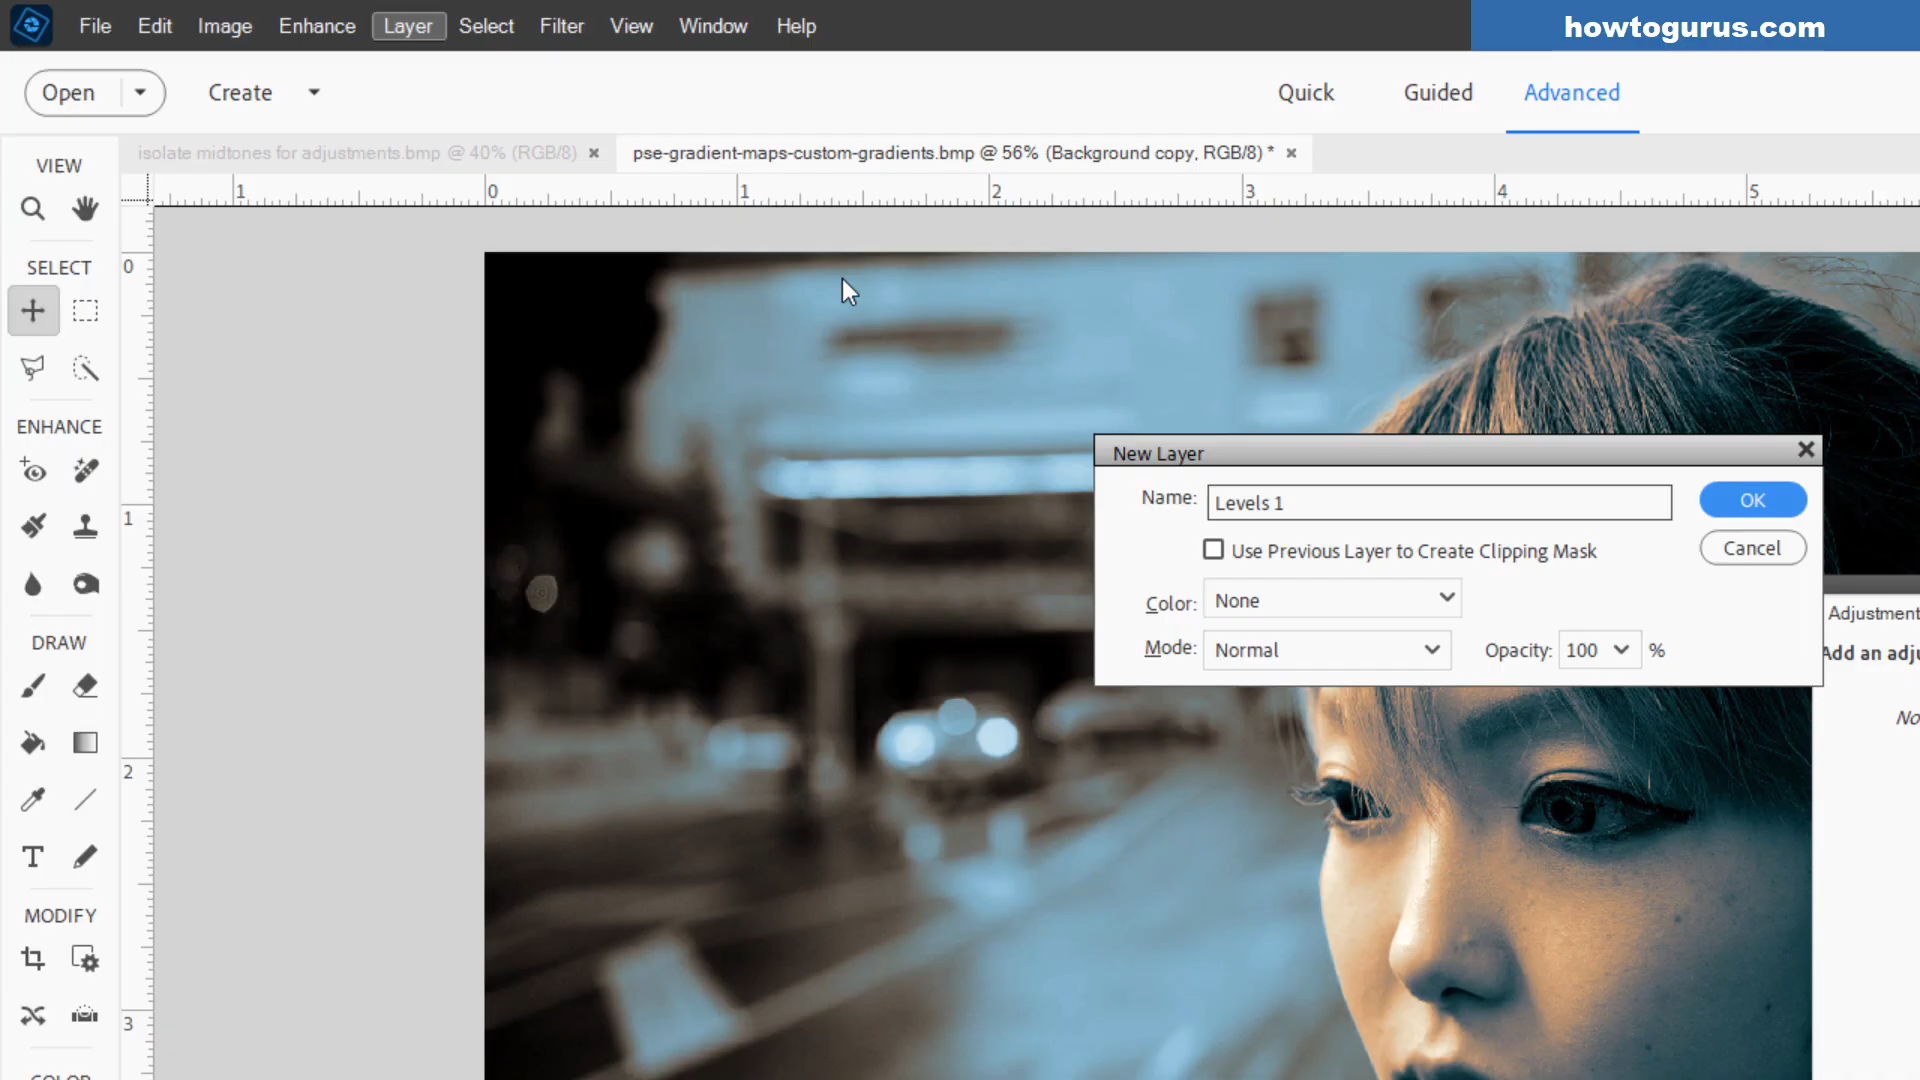 File Edit Image Enhance Layer Select Filter View Window Help
howtogurus.com
Open Create Quick Guided Advanced
isolate midtones for adjustments.bmp @ 40% (RGB/8) pse-gradient-maps-custom-gradients.bmp @ 56% (Background copy, RGB/8) *
1 0 1 2 3 4 5
VIEW
SELECT
0
ENHANCE
1
DRAW
2
MODIFY
3
New Layer
Name: Levels 1 OK
Use Previous Layer to Create Clipping Mask Cancel
Color: None
Mode: Normal Opacity: 100 %
Adjustment
Add an adju
No
COLOR